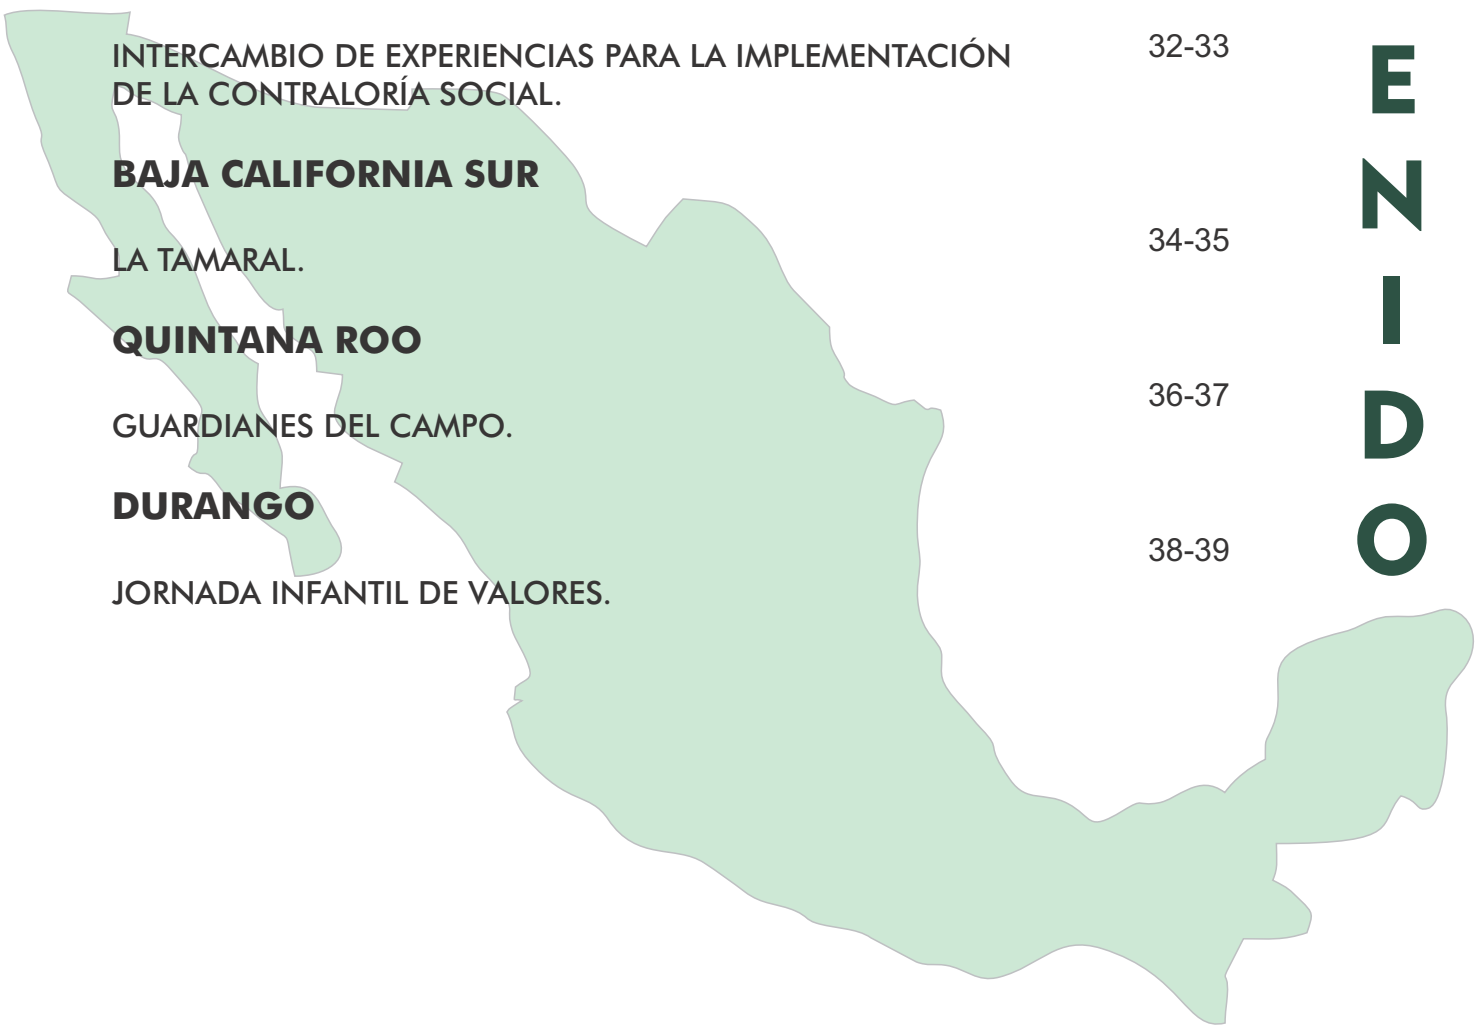 INTERCAMBIO DE EXPERIENCIAS PARA LA IMPLEMENTACIÓN
DE LA CONTRALORÍA SOCIAL.
32-33
BAJA CALIFORNIA SUR
LA TAMARAL.
34-35
QUINTANA ROO
GUARDIANES DEL CAMPO.
36-37
DURANGO
JORNADA INFANTIL DE VALORES.
38-39
E
N
I
D
O